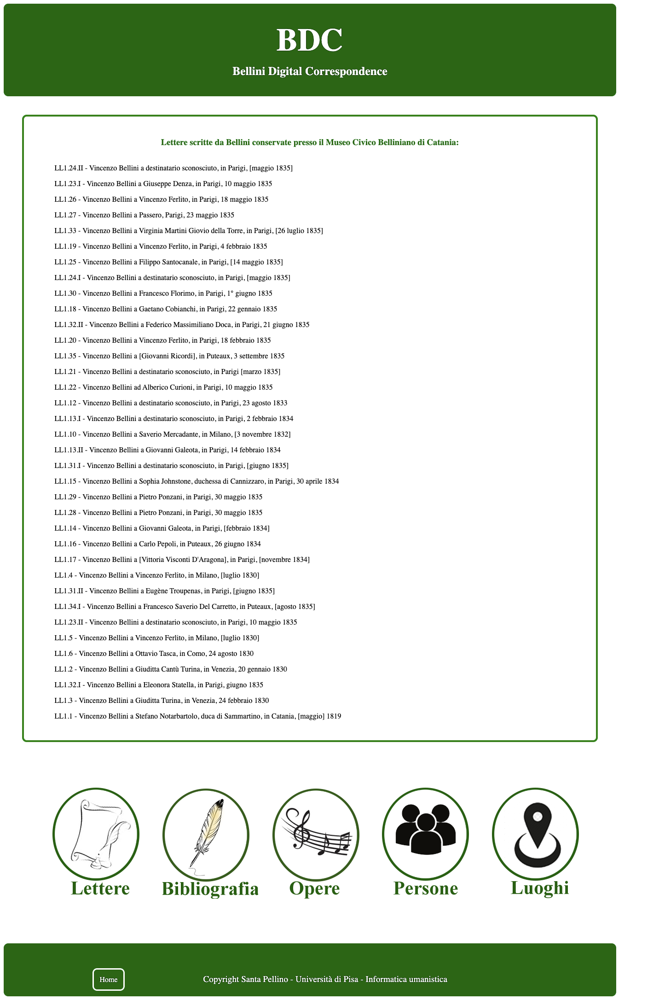 BDC
Bellini Digital Correspondence
Lettere scritte da Bellini conservate presso il Museo Civico Belliniano di Catania:
LL1.24.II - Vincenzo Bellini a destinatario sconosciuto, in Parigi, [maggio 1835]
LL1.23.I - Vincenzo Bellini a Giuseppe Denza, in Parigi, 10 maggio 1835
LL1.26 - Vincenzo Bellini a Vincenzo Ferlito, in Parigi, 18 maggio 1835
LL1.27 - Vincenzo Bellini a Passero, Parigi, 23 maggio 1835
LL1.33 - Vincenzo Bellini a Virginia Martini Giovio della Torre, in Parigi, [26 luglio 1835]
LL1.19 - Vincenzo Bellini a Vincenzo Ferlito, in Parigi, 4 febbraio 1835
LL1.25 - Vincenzo Bellini a Filippo Santocanale, in Parigi, [14 maggio 1835]
LL1.24.I - Vincenzo Bellini a destinatario sconosciuto, in Parigi, [maggio 1835]
LL1.30 - Vincenzo Bellini a Francesco Florimo, in Parigi, 1° giugno 1835
LL1.18 - Vincenzo Bellini a Gaetano Cobianchi, in Parigi, 22 gennaio 1835
LL1.32.II - Vincenzo Bellini a Federico Massimiliano Doca, in Parigi, 21 giugno 1835
LL1.20 - Vincenzo Bellini a Vincenzo Ferlito, in Parigi, 18 febbraio 1835
LL1.35 - Vincenzo Bellini a [Giovanni Ricordi], in Puteaux, 3 settembre 1835
LL1.21 - Vincenzo Bellini a destinatario sconosciuto, in Parigi [marzo 1835]
LL1.22 - Vincenzo Bellini ad Alberico Curioni, in Parigi, 10 maggio 1835
LL1.12 - Vincenzo Bellini a destinatario sconosciuto, in Parigi, 23 agosto 1833
LL1.13.I - Vincenzo Bellini a destinatario sconosciuto, in Parigi, 2 febbraio 1834
LL1.10 - Vincenzo Bellini a Saverio Mercadante, in Milano, [3 novembre 1832]
LL1.13.II - Vincenzo Bellini a Giovanni Galeota, in Parigi, 14 febbraio 1834
LL1.31.I - Vincenzo Bellini a destinatario sconosciuto, in Parigi, [giugno 1835]
LL1.15 - Vincenzo Bellini a Sophia Johnstone, duchessa di Cannizzaro, in Parigi, 30 aprile 1834
LL1.29 - Vincenzo Bellini a Pietro Ponzani, in Parigi, 30 maggio 1835
LL1.28 - Vincenzo Bellini a Pietro Ponzani, in Parigi, 30 maggio 1835
LL1.14 - Vincenzo Bellini a Giovanni Galeota, in Parigi, [febbraio 1834]
LL1.16 - Vincenzo Bellini a Carlo Pepoli, in Puteaux, 26 giugno 1834
LL1.17 - Vincenzo Bellini a [Vittoria Visconti D'Aragona], in Parigi, [novembre 1834]
LL1.4 - Vincenzo Bellini a Vincenzo Ferlito, in Milano, [luglio 1830]
LL1.31.II - Vincenzo Bellini a Eugène Troupenas, in Parigi, [giugno 1835]
LL1.34.I - Vincenzo Bellini a Francesco Saverio Del Carretto, in Puteaux, [agosto 1835]
LL1.23.II - Vincenzo Bellini a destinatario sconosciuto, in Parigi, 10 maggio 1835
LL1.5 - Vincenzo Bellini a Vincenzo Ferlito, in Milano, [luglio 1830]
LL1.6 - Vincenzo Bellini a Ottavio Tasca, in Como, 24 agosto 1830
LL1.2 - Vincenzo Bellini a Giuditta Cantù Turina, in Venezia, 20 gennaio 1830
LL1.32.I - Vincenzo Bellini a Eleonora Statella, in Parigi, giugno 1835
LL1.3 - Vincenzo Bellini a Giuditta Turina, in Venezia, 24 febbraio 1830
LL1.1 - Vincenzo Bellini a Stefano Notarbartolo, duca di Sammartino, in Catania, [maggio] 1819
Lettere Bibliografia Opere Persone Luoghi
Home Copyright Santa Pellino - Università di Pisa - Informatica umanistica